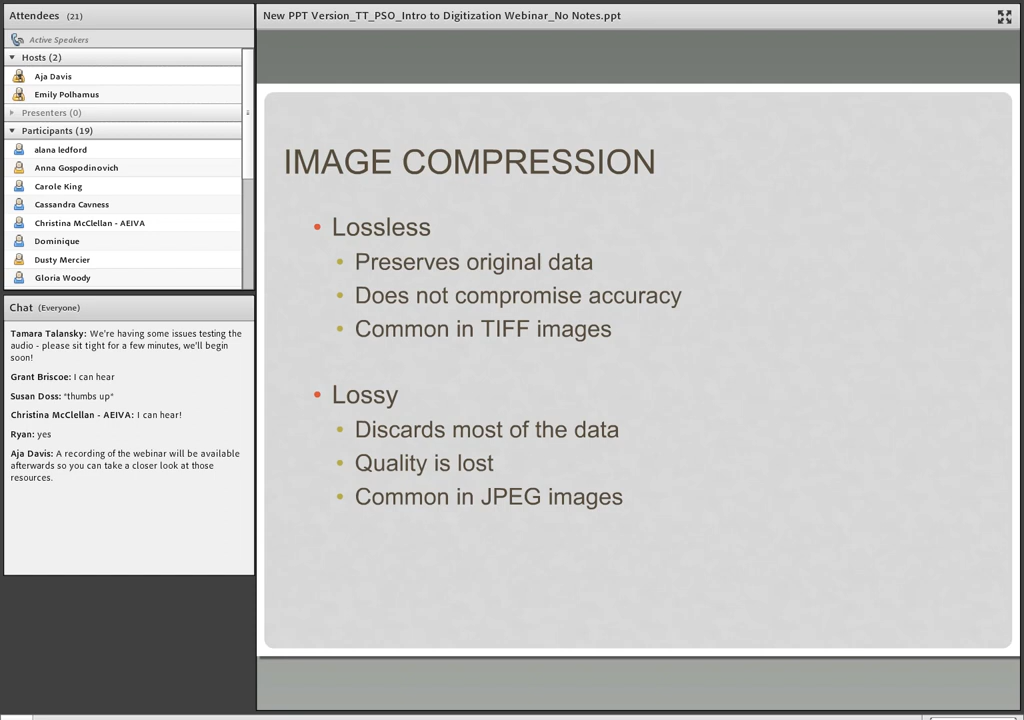 Attendees (21)
Active Speakers
Hosts (2)
Aja Davis
Emily Polhamus
Presenters (0)
Participants (19)
alana ledford
Anna Gospodinovich
Carole King
Cassandra Cavness
Christina McClellan - AEIVA
Dominique
Dusty Mercier
Gloria Woody
Chat (Everyone)
Tamara Talansky: We're having some issues testing the
audio - please sit tight for a few minutes, we'll begin
soon!
Grant Briscoe: I can hear
Susan Doss: *thumbs up*
Christina McClellan - AEIVA: I can hear!
Ryan: yes
Aja Davis: A recording of the webinar will be available
afterwards so you can take a closer look at those
resources.
New PPT Version_TT_PSO_Intro to Digitization Webinar_No Notes.ppt
IMAGE COMPRESSION
• Lossless
• Preserves original data
• Does not compromise accuracy
• Common in TIFF images
• Lossy
• Discards most of the data
• Quality is lost
• Common in JPEG images